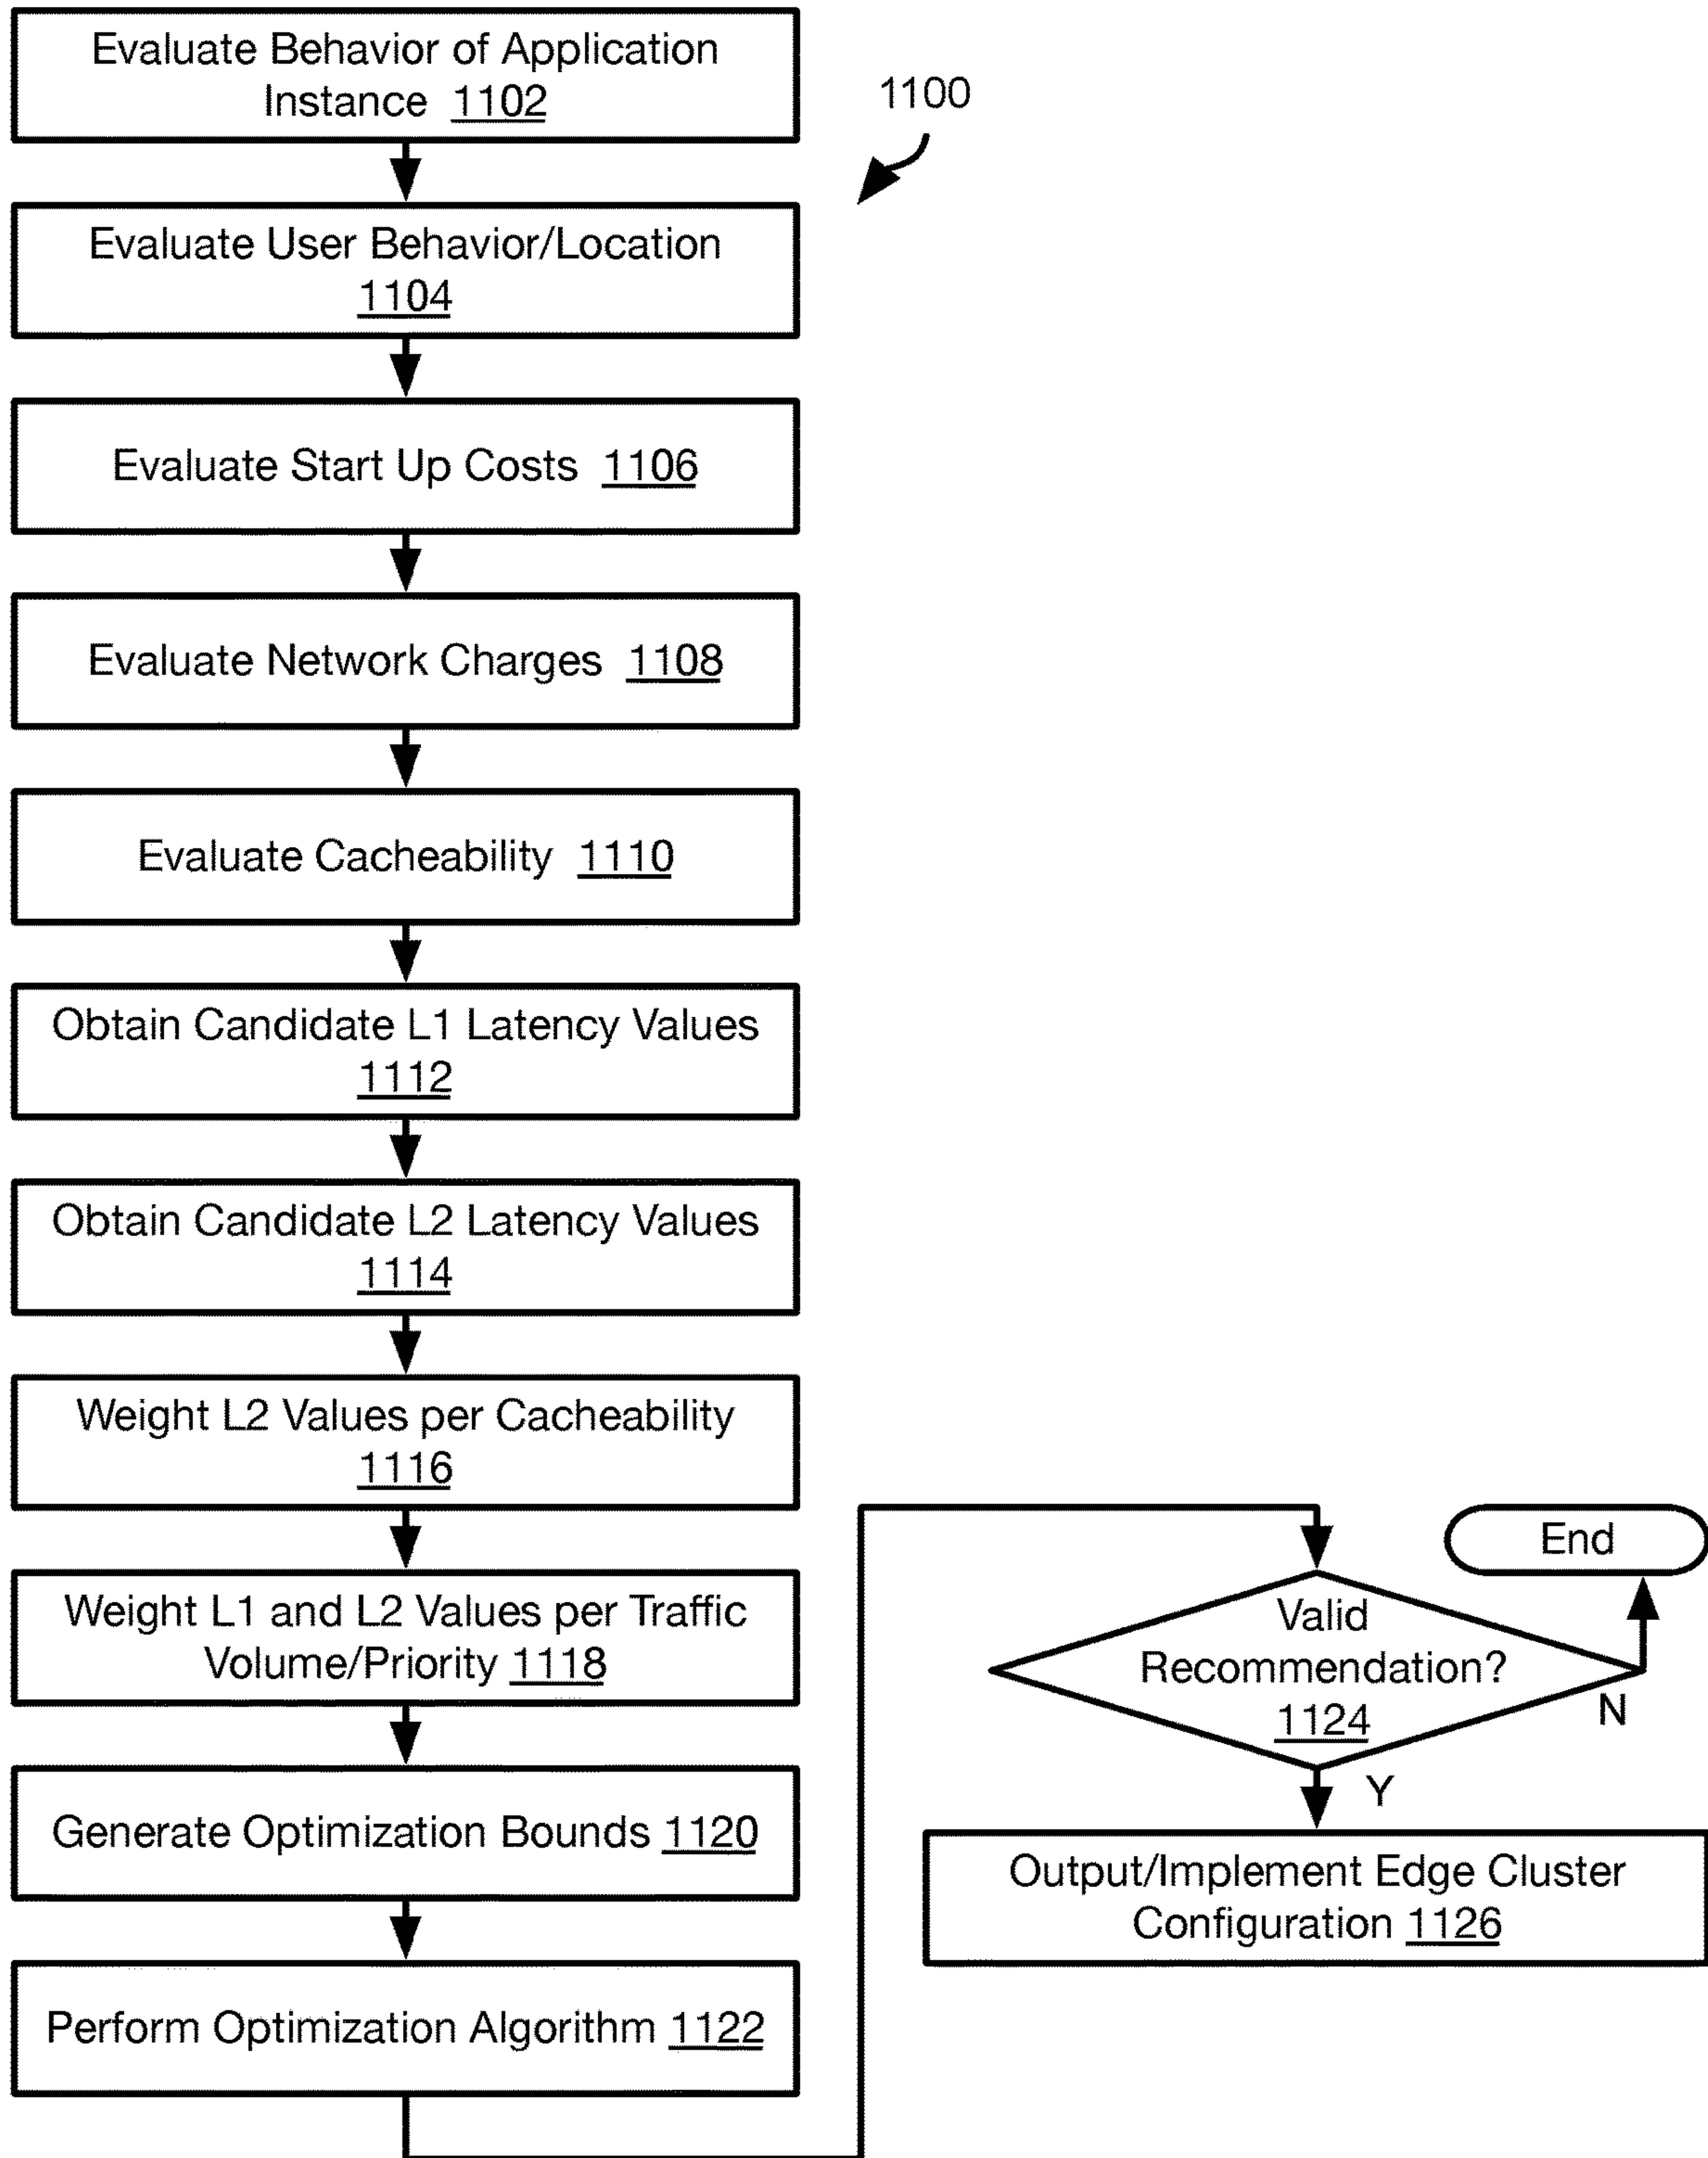 Evaluate Behavior of Application
Instance 1102
1100
Evaluate User Behavior/Location
1104
Evaluate Start Up Costs 1106
Evaluate Network Charges 1108
Evaluate Cacheability 1110
Obtain Candidate L1 Latency Values
1112
Obtain Candidate L2 Latency Values
1114
Weight L2 Values per Cacheability
1116
Weight L1 and L2 Values per Traffic
Volume/Priority 1118
Generate Optimization Bounds 1120
Perform Optimization Algorithm 1122
End
Valid
Recommendation?
1124
N
Y
Output/Implement Edge Cluster
Configuration 1126